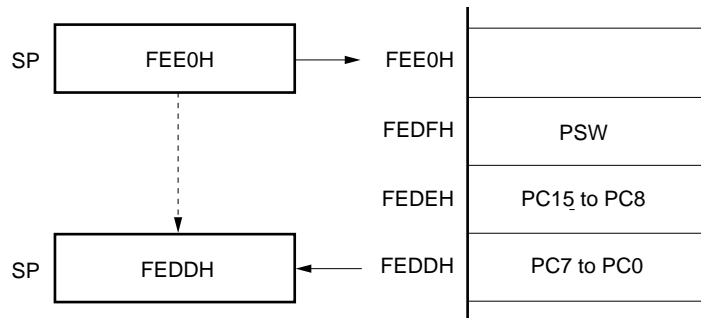 SP FEE0H FEE0H
FEDFH PSW
FEDEH PC15 to PC8
SP FEDDH FEDDH PC7 to PC0